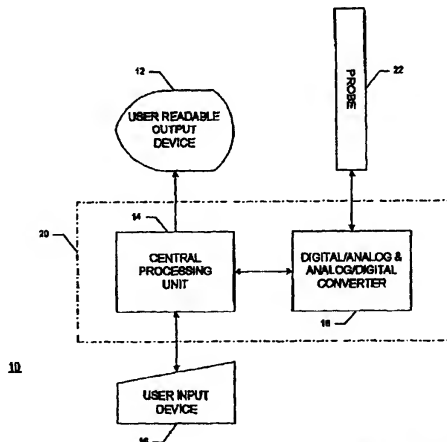 12
USER READABLE
OUTPUT
DEVICE
PROBE
22
20
14
CENTRAL
PROCESSING
UNIT
DIGITAL/ANALOG &
ANALOG/DIGITAL
CONVERTER
18
10
USER INPUT
DEVICE